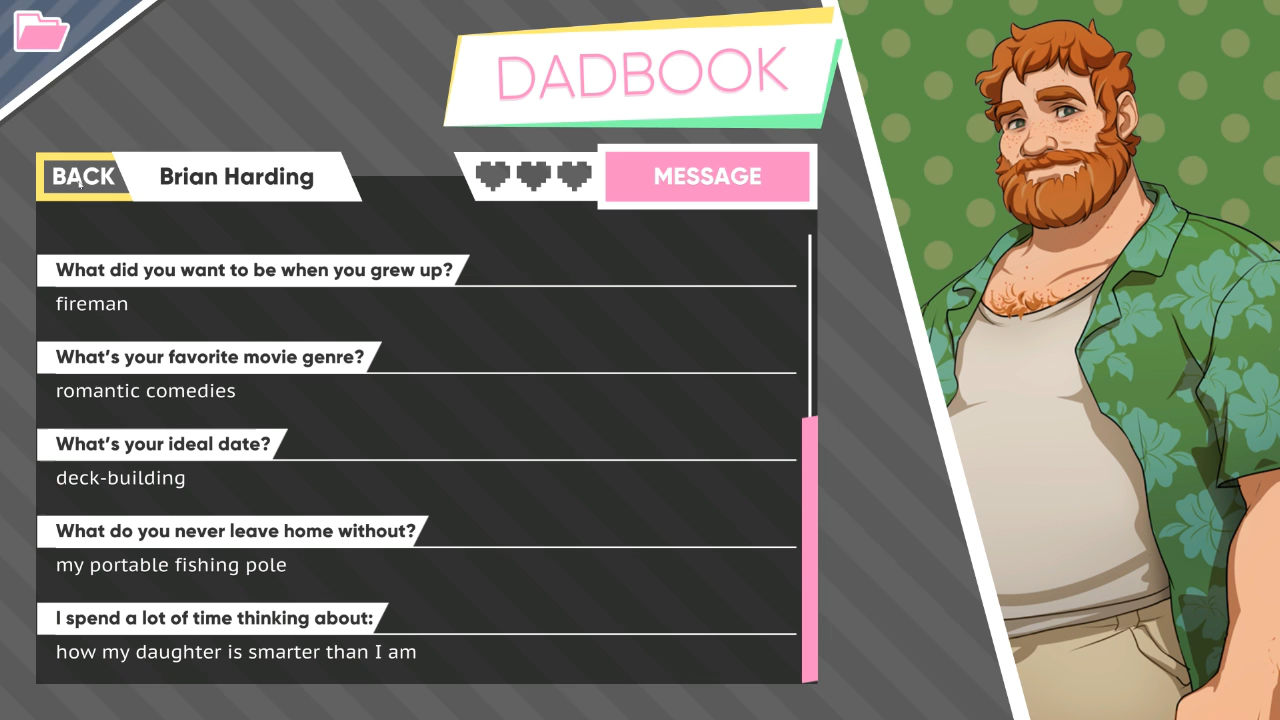 DADBOOK
BACK
Brian Harding
MESSAGE
What did you want to be when you grew up?
fireman
What's your favorite movie genre?
romantic comedies
What's your ideal date?
deck-building
What do you never leave home without?
my portable fishing pole
I spend a lot of time thinking about:
how my daughter is smarter than I am